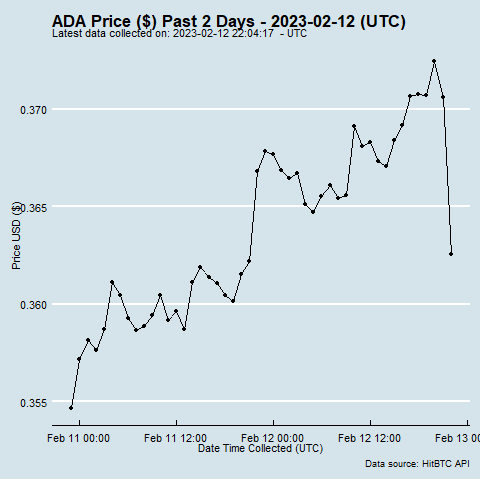 ADA Price ($) Past 2 Days - 2023-02-12 (UTC)
Latest data collected on: 2023-02-12 22:04:17 - UTC
0.370
0.365
0.360
0.355
Price USD ($)
Feb 11 00:00
Feb 11 12:00
Feb 12 00:00
Feb 12 12:00
Feb 13 00
Date Time Collected (UTC)
Data source: HitBTC API